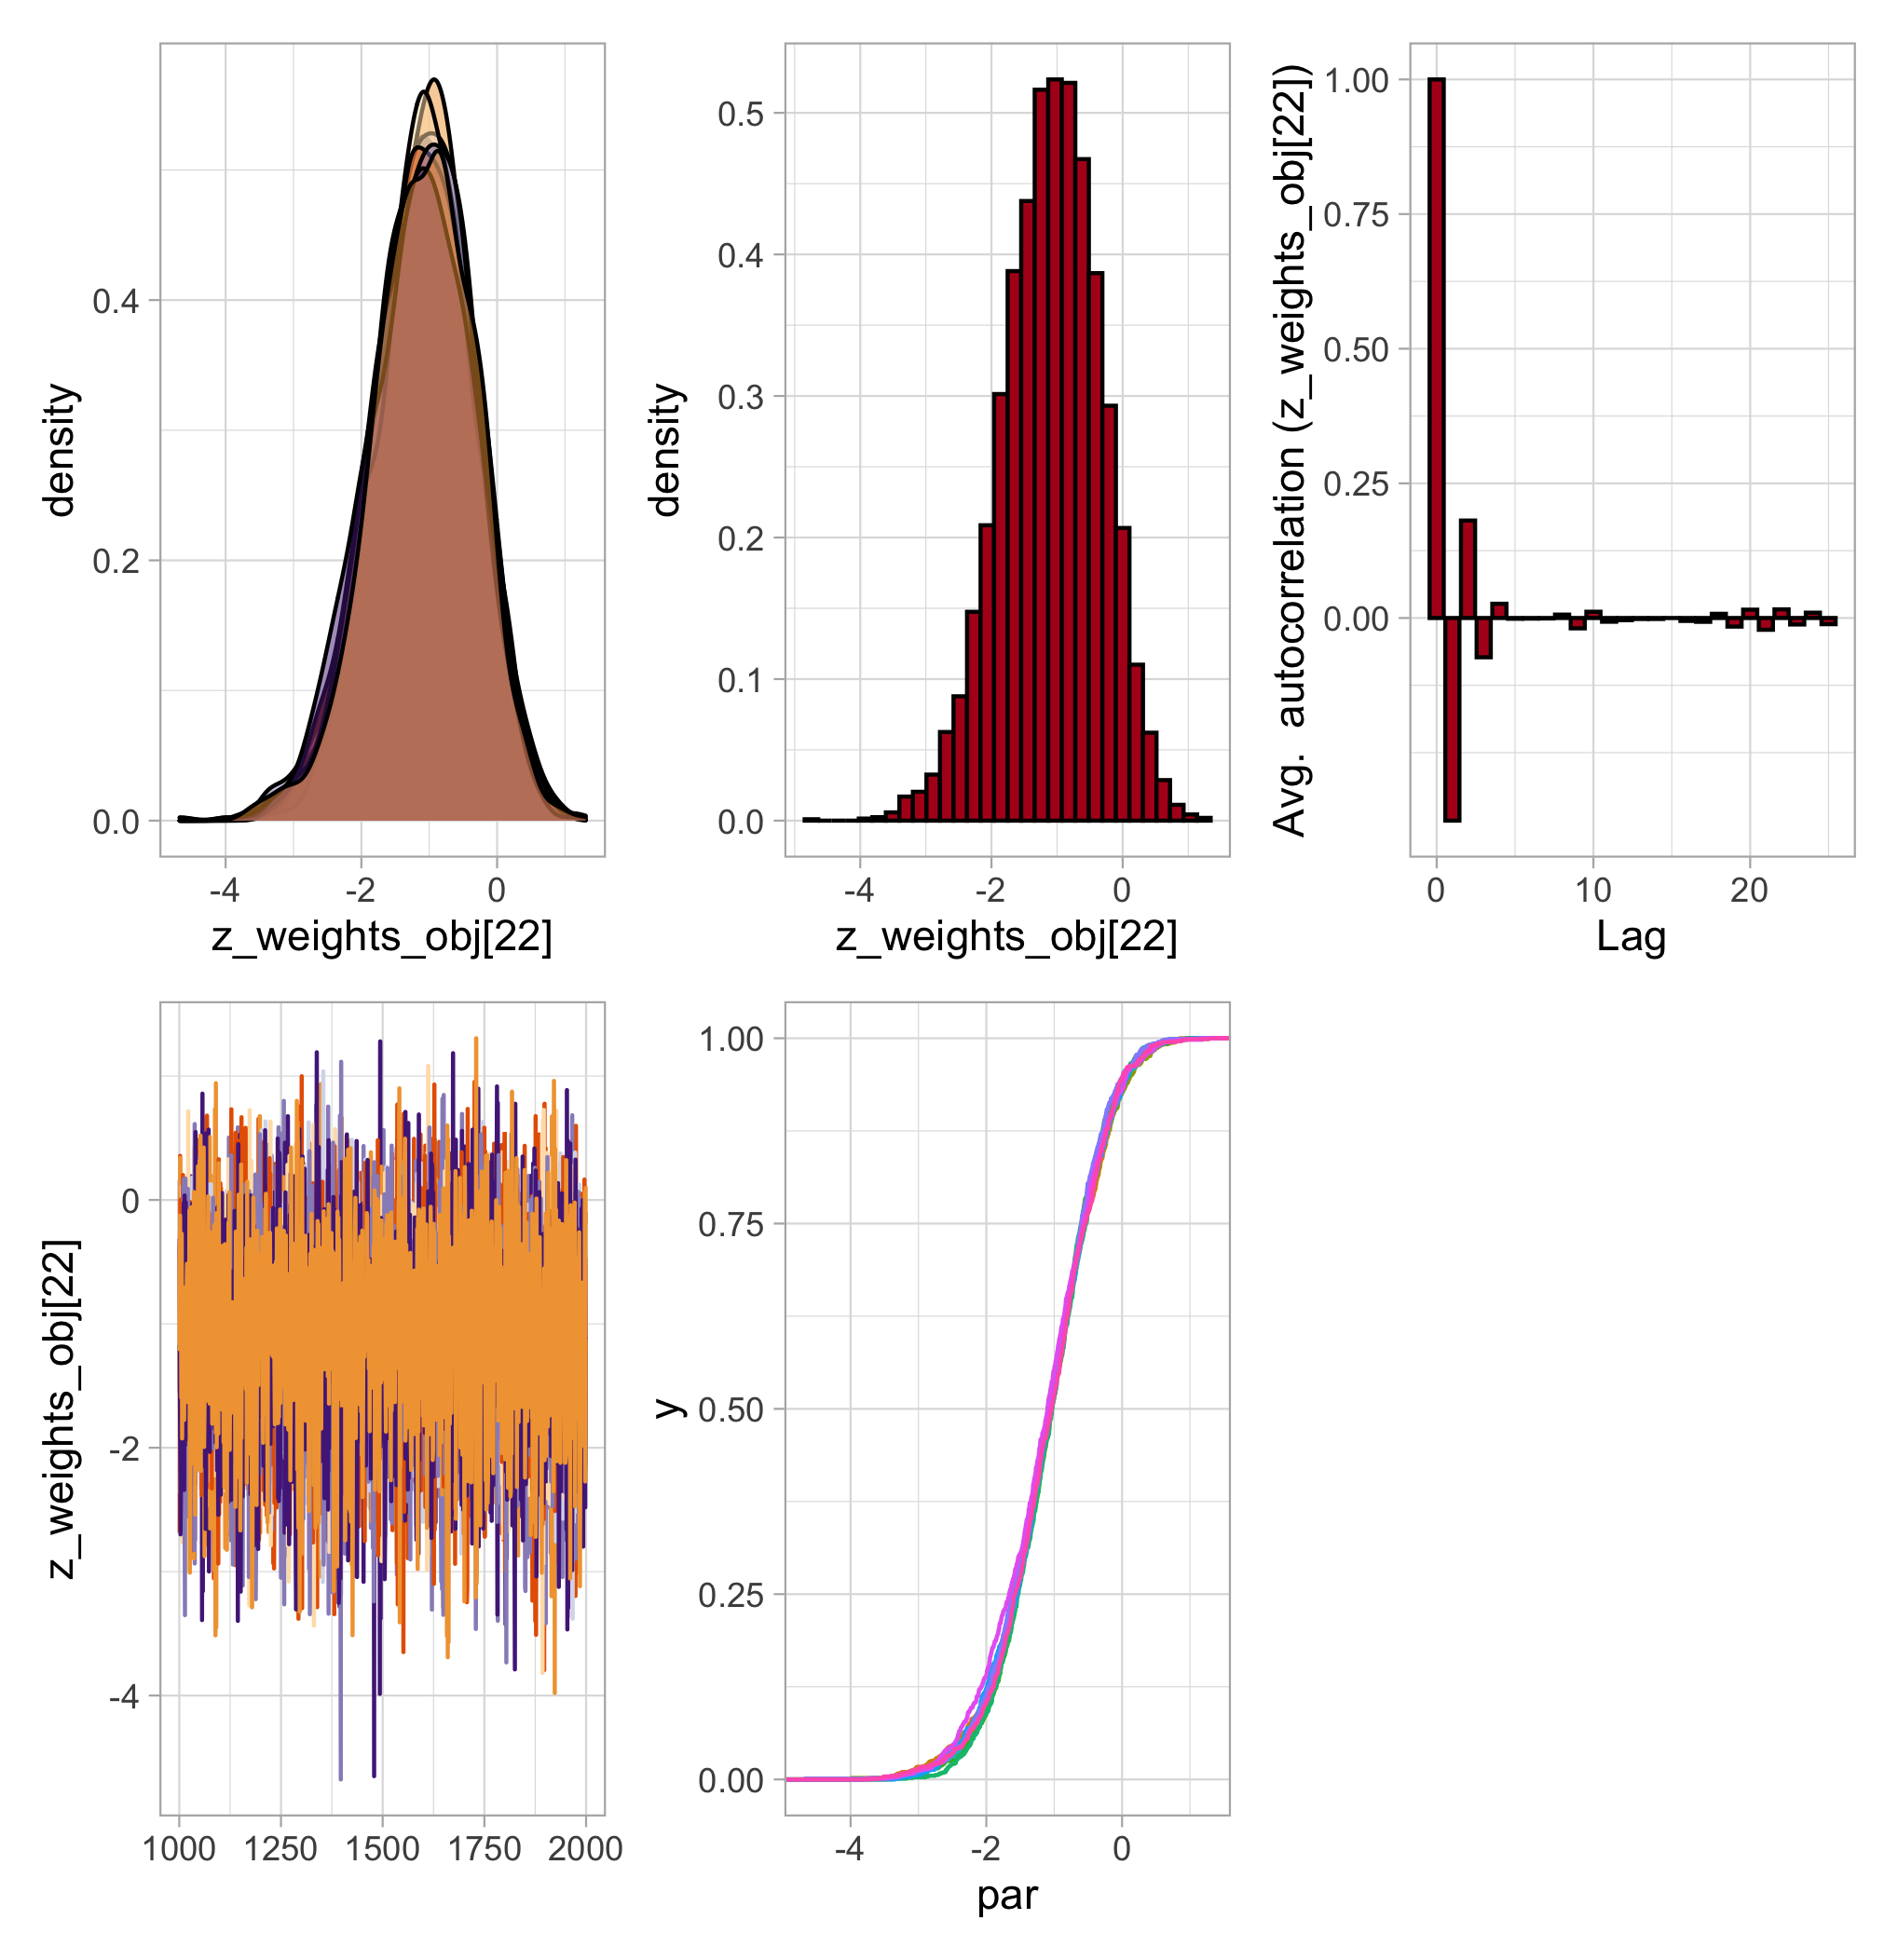 density
0.4
0.2
0.0
-4 -2 0
z_weights_obj[22]
density
0.5
0.4
0.3
0.2
0.1
0.0
-4 -2 0
z_weights_obj[22]
Avg. autocorrelation (z_weights_obj[22])
1.00
0.75
0.50
0.25
0.00
0 10 20
Lag
z_weights_obj[22]
0
-2
-4
1000 1250 1500 1750 2000
y
1.00
0.75
0.50
0.25
0.00
-4 -2 0
par